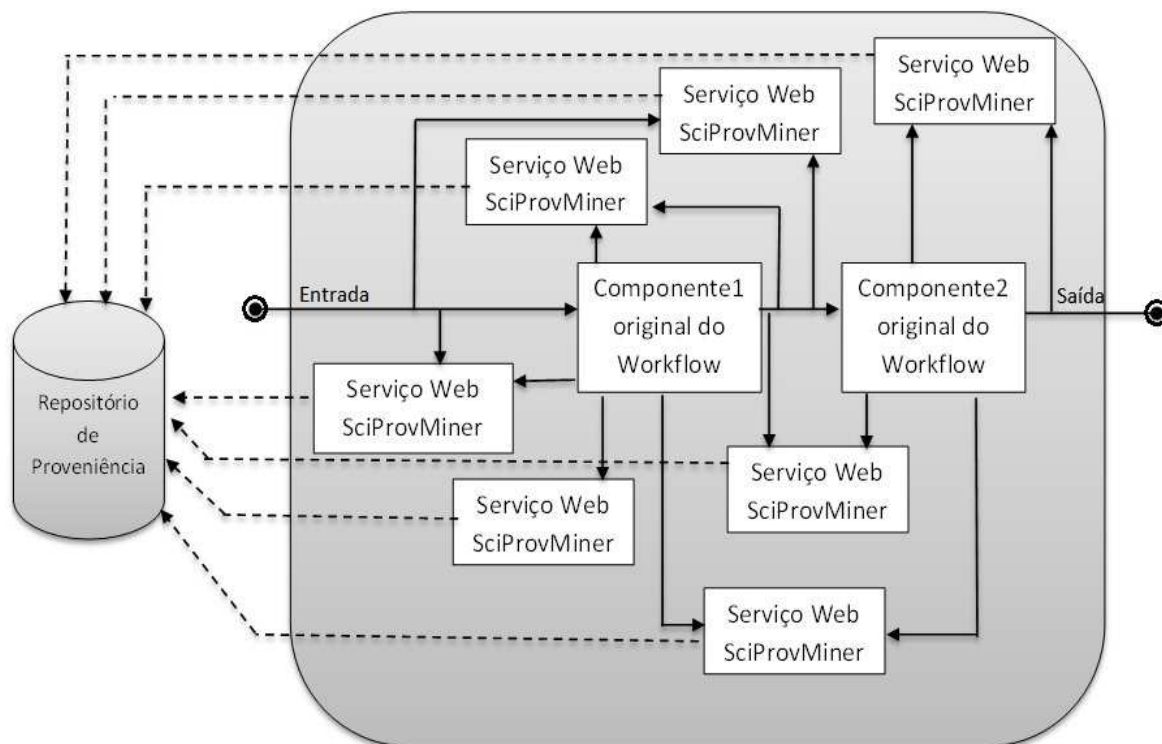 Serviço Web
SciProvMiner
Serviço Web
SciProvMiner
Serviço Web
SciProvMiner
Entrada
Componente1
original do
Workflow
Componente2
original do
Workflow
Saída
Repositório
de
Proveniência
Serviço Web
SciProvMiner
Serviço Web
SciProvMiner
Serviço Web
SciProvMiner
Serviço Web
SciProvMiner